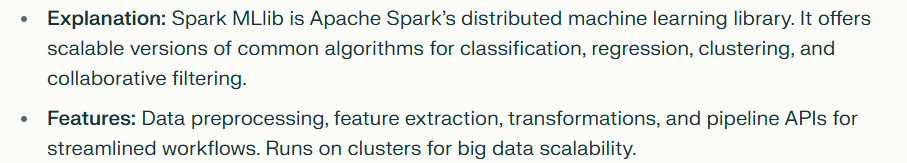 • Explanation: Spark MLlib is Apache Spark’s distributed machine learning library. It offers
scalable versions of common algorithms for classification, regression, clustering, and
collaborative filtering.
• Features: Data preprocessing, feature extraction, transformations, and pipeline APIs for
streamlined workflows. Runs on clusters for big data scalability.